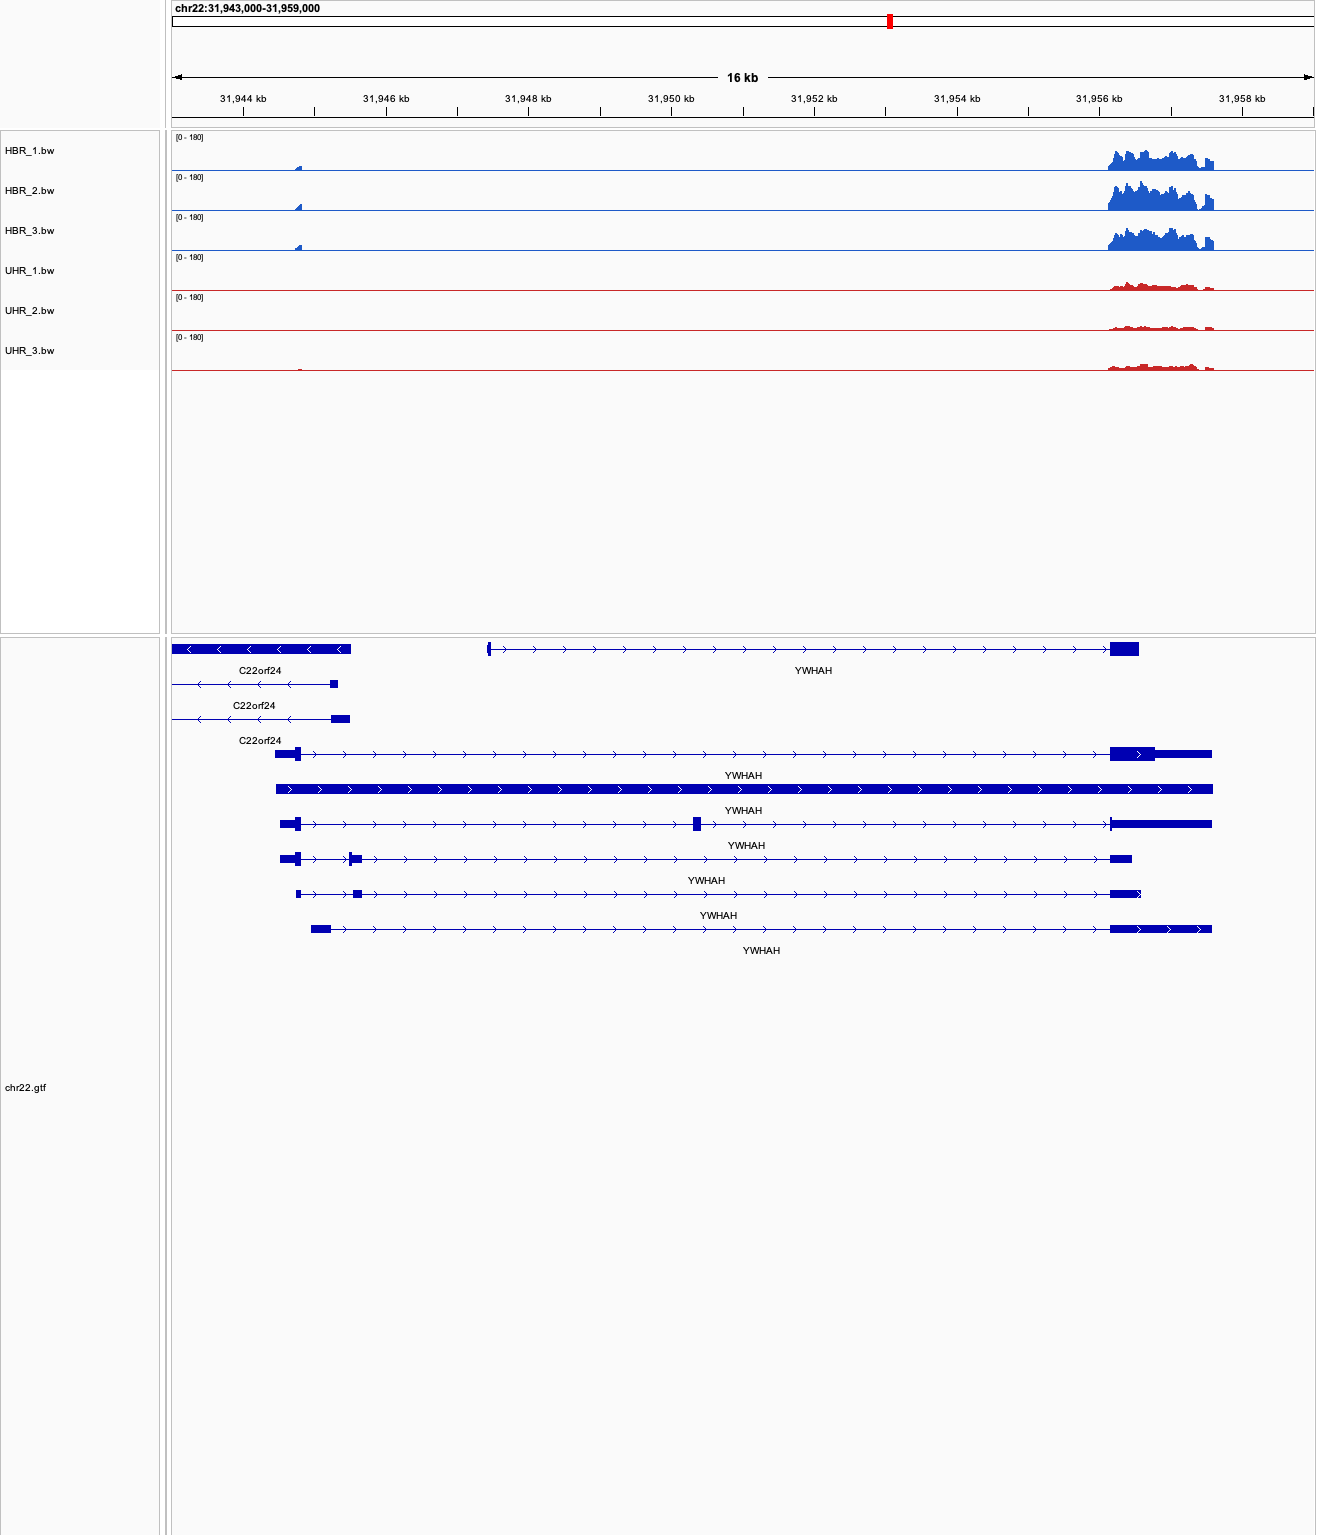 chr22:31,943,000-31,959,000
16 kb
31,944 kb 31,946 kb 31,948 kb 31,950 kb 31,952 kb 31,954 kb 31,956 kb 31,958 kb
[0 - 180]
HBR_1.bw
[0 - 180]
HBR_2.bw
[0 - 180]
HBR_3.bw
[0 - 180]
UHR_1.bw
[0 - 180]
UHR_2.bw
[0 - 180]
UHR_3.bw
C22orf24 YWHAH
C22orf24
C22orf24
YWHAH
YWHAH
YWHAH
YWHAH
YWHAH
YWHAH
chr22.gtf